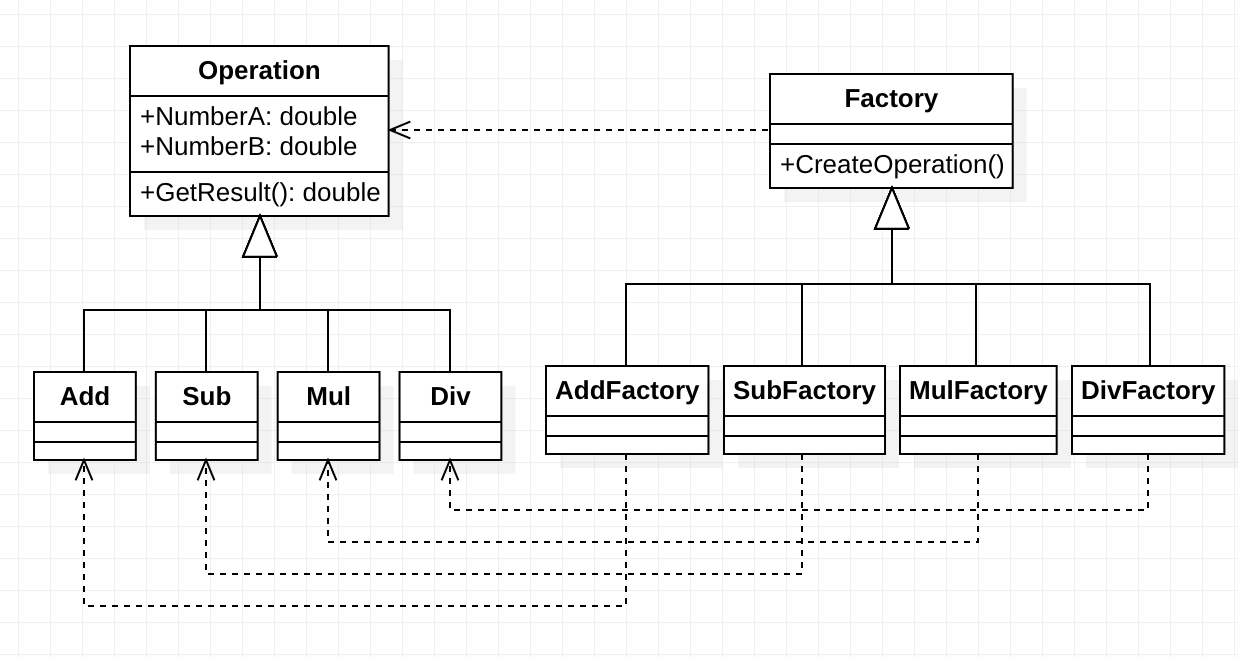 Operation
+NumberA: double
+NumberB: double
+GetResult(): double
Factory
+CreateOperation()
Add
Sub
Mul
Div
AddFactory
SubFactory
MulFactory
DivFactory